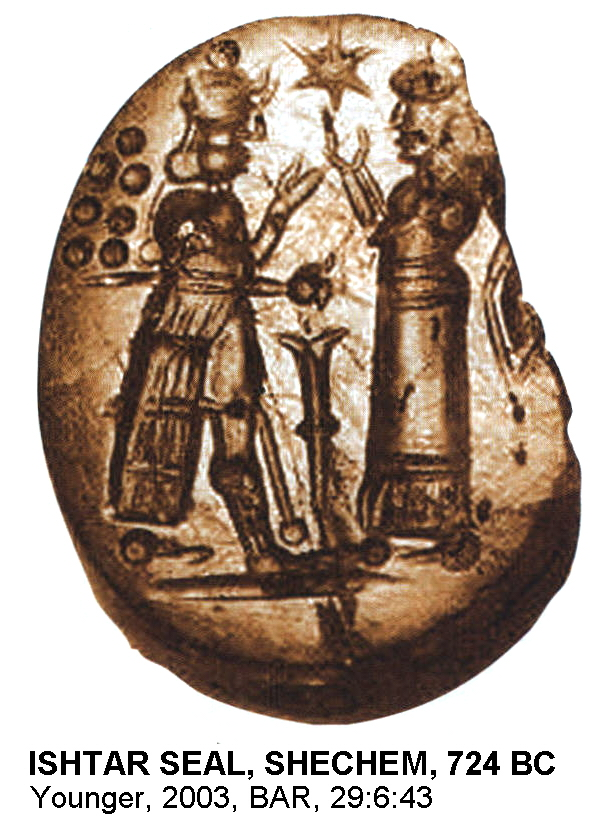 ISHTAR SEAL, SHECHEM, 724 BC
Younger, 2003, BAR, 29:6:43